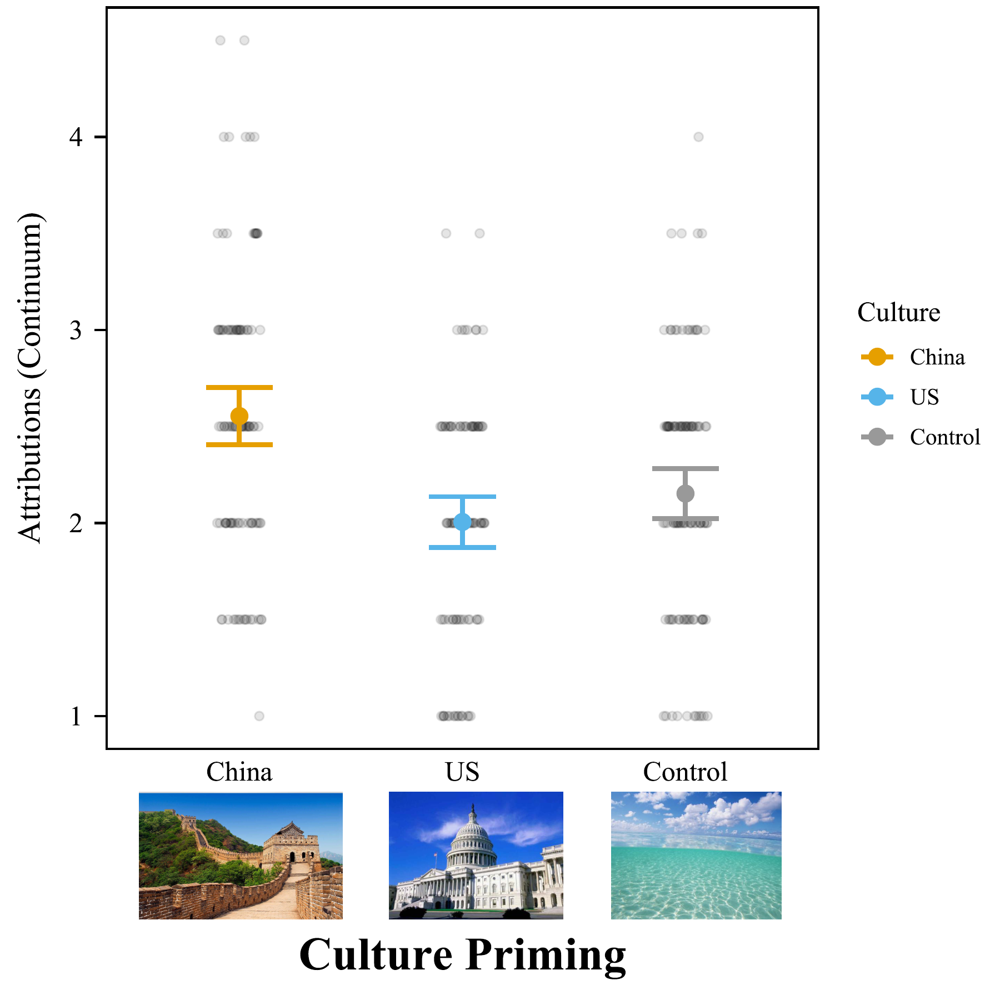 Attributions (Continuum)
4
3
2
1
China
US
Control
Culture Priming
Culture
China
US
Control